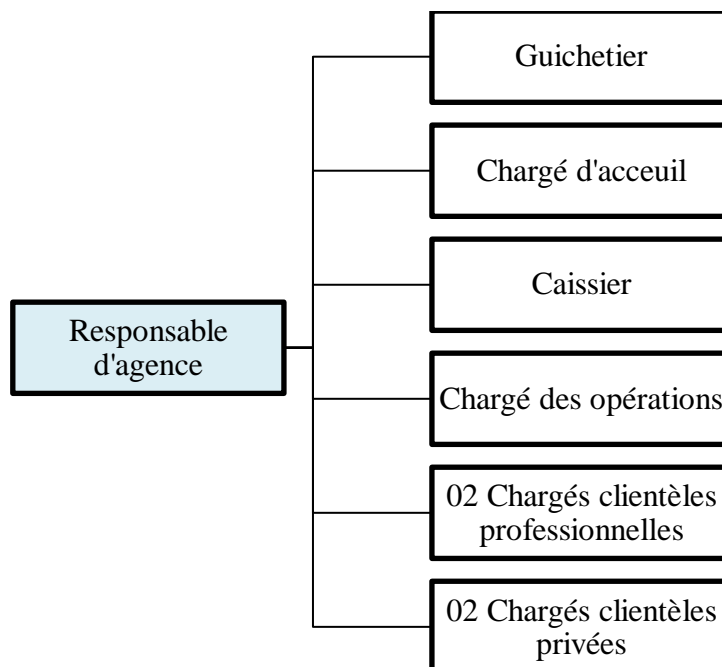 Guichetier
Chargé d'acceuil
Caissier
Responsable
d'agence
Chargé des opérations
02 Chargés clientèles
professionnelles
02 Chargés clientèles
privées